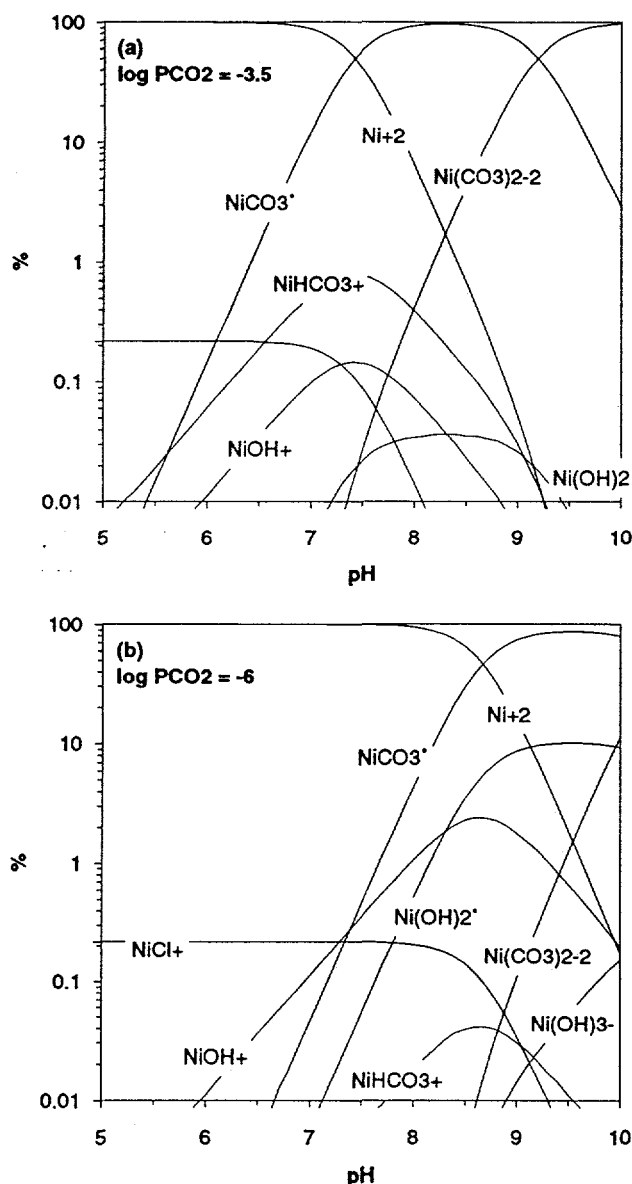 (a)
log PCO2 = -3.5
100
10
1
0.1
0.01
%
Ni+2
Ni(CO3)2-2
NiCO3°
NiHCO3+
NiOH+
Ni(OH)2
5 6 7 8 9 10
pH
(b)
log PCO2 = -6
100
10
1
0.1
0.01
%
Ni+2
NiCO3°
Ni(OH)2°
NiCl+
Ni(CO3)2-2
Ni(OH)3-
NiOH+
NiHCO3+
5 6 7 8 9 10
pH